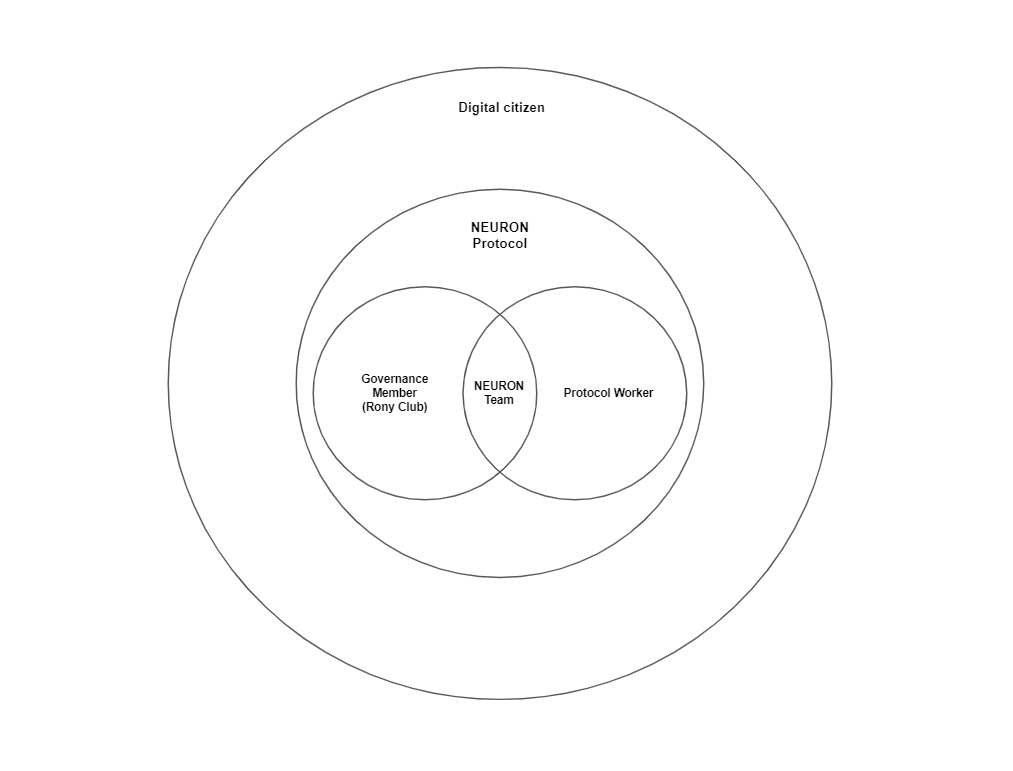 Digital citizen
NEURON
Protocol
Governance
Member
(Rony Club)
NEURON
Team
Protocol Worker